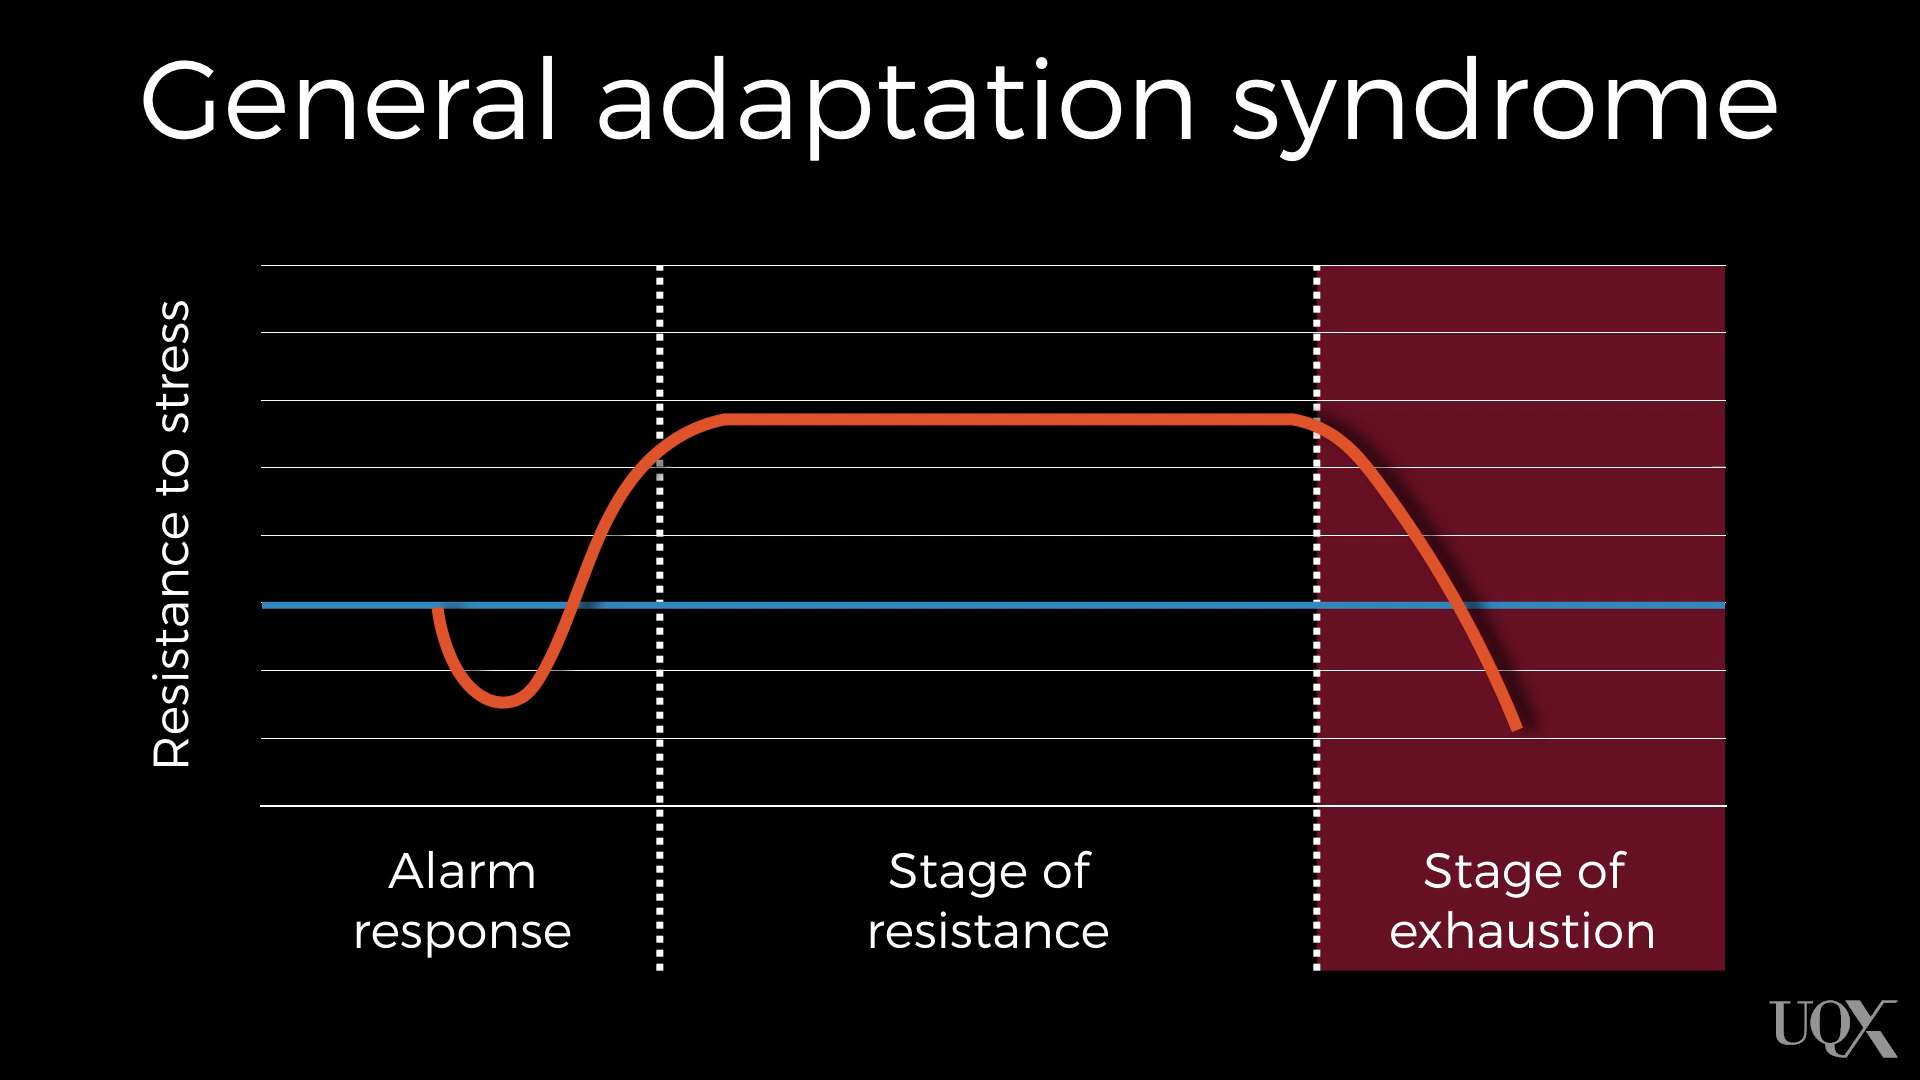 General adaptation syndrome
Resistance to stress
Alarm
response
Stage of
resistance
Stage of
exhaustion
UQX